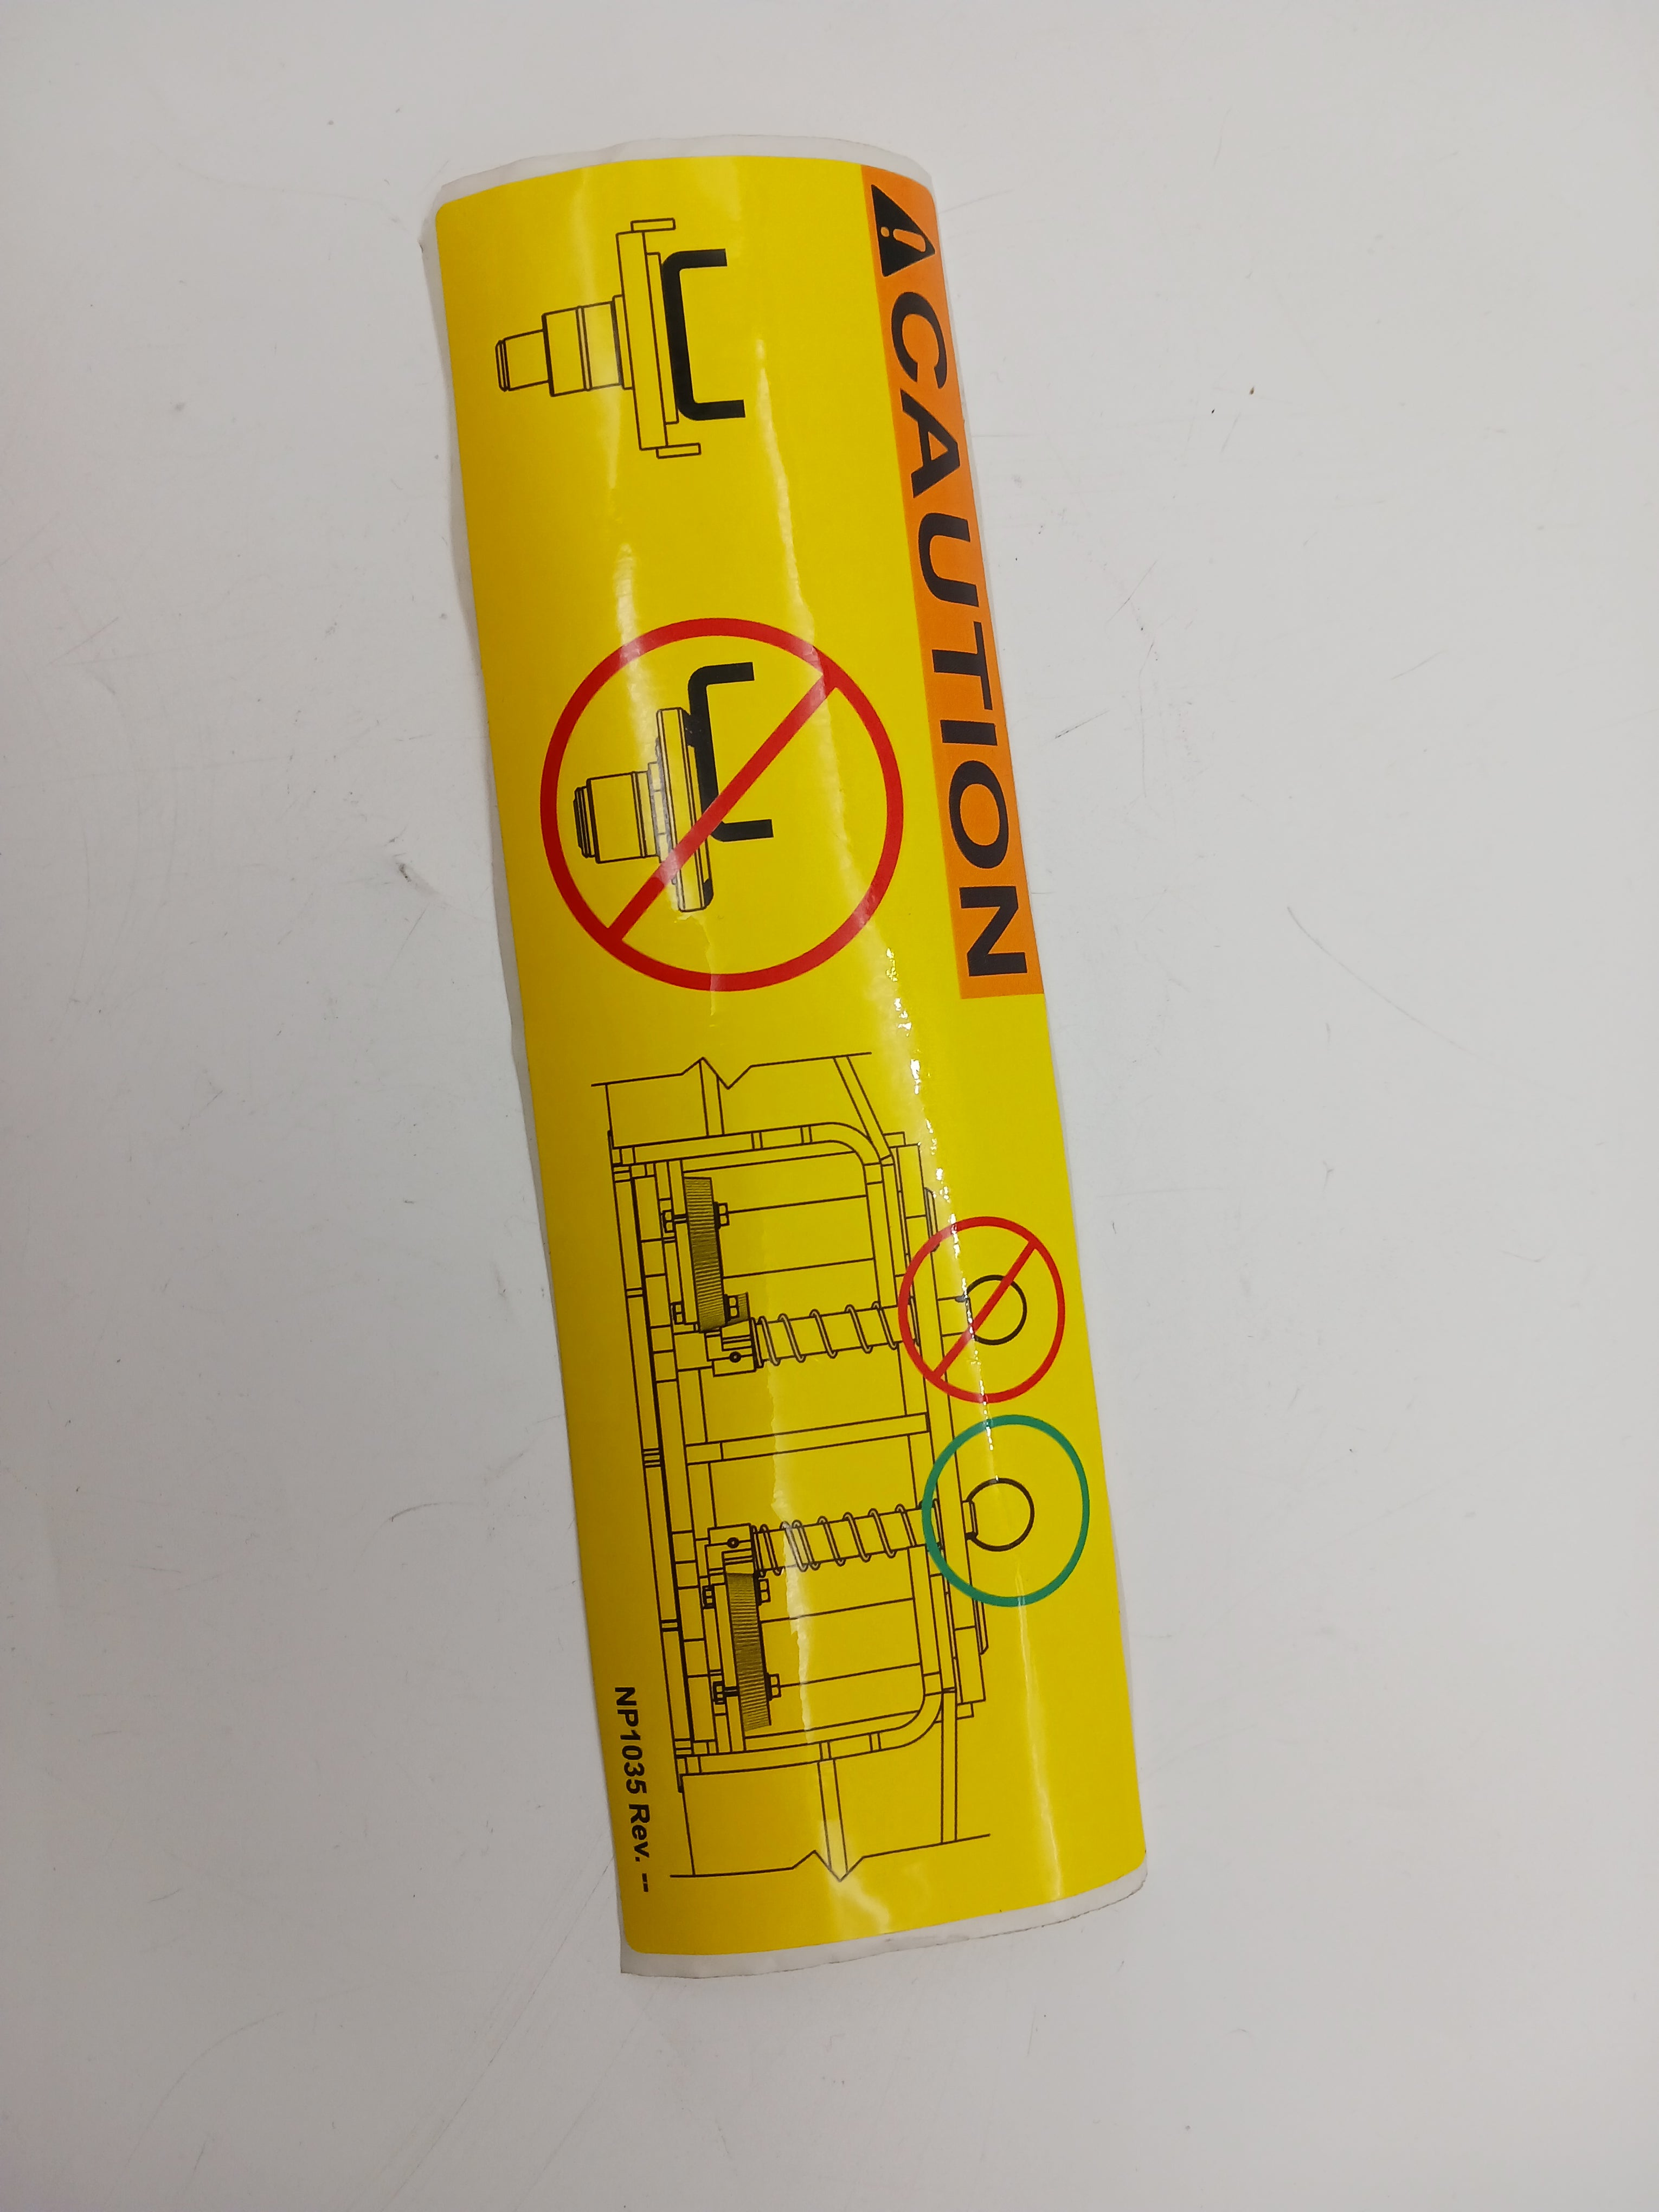 CAUTION
NP1035 Rev. --